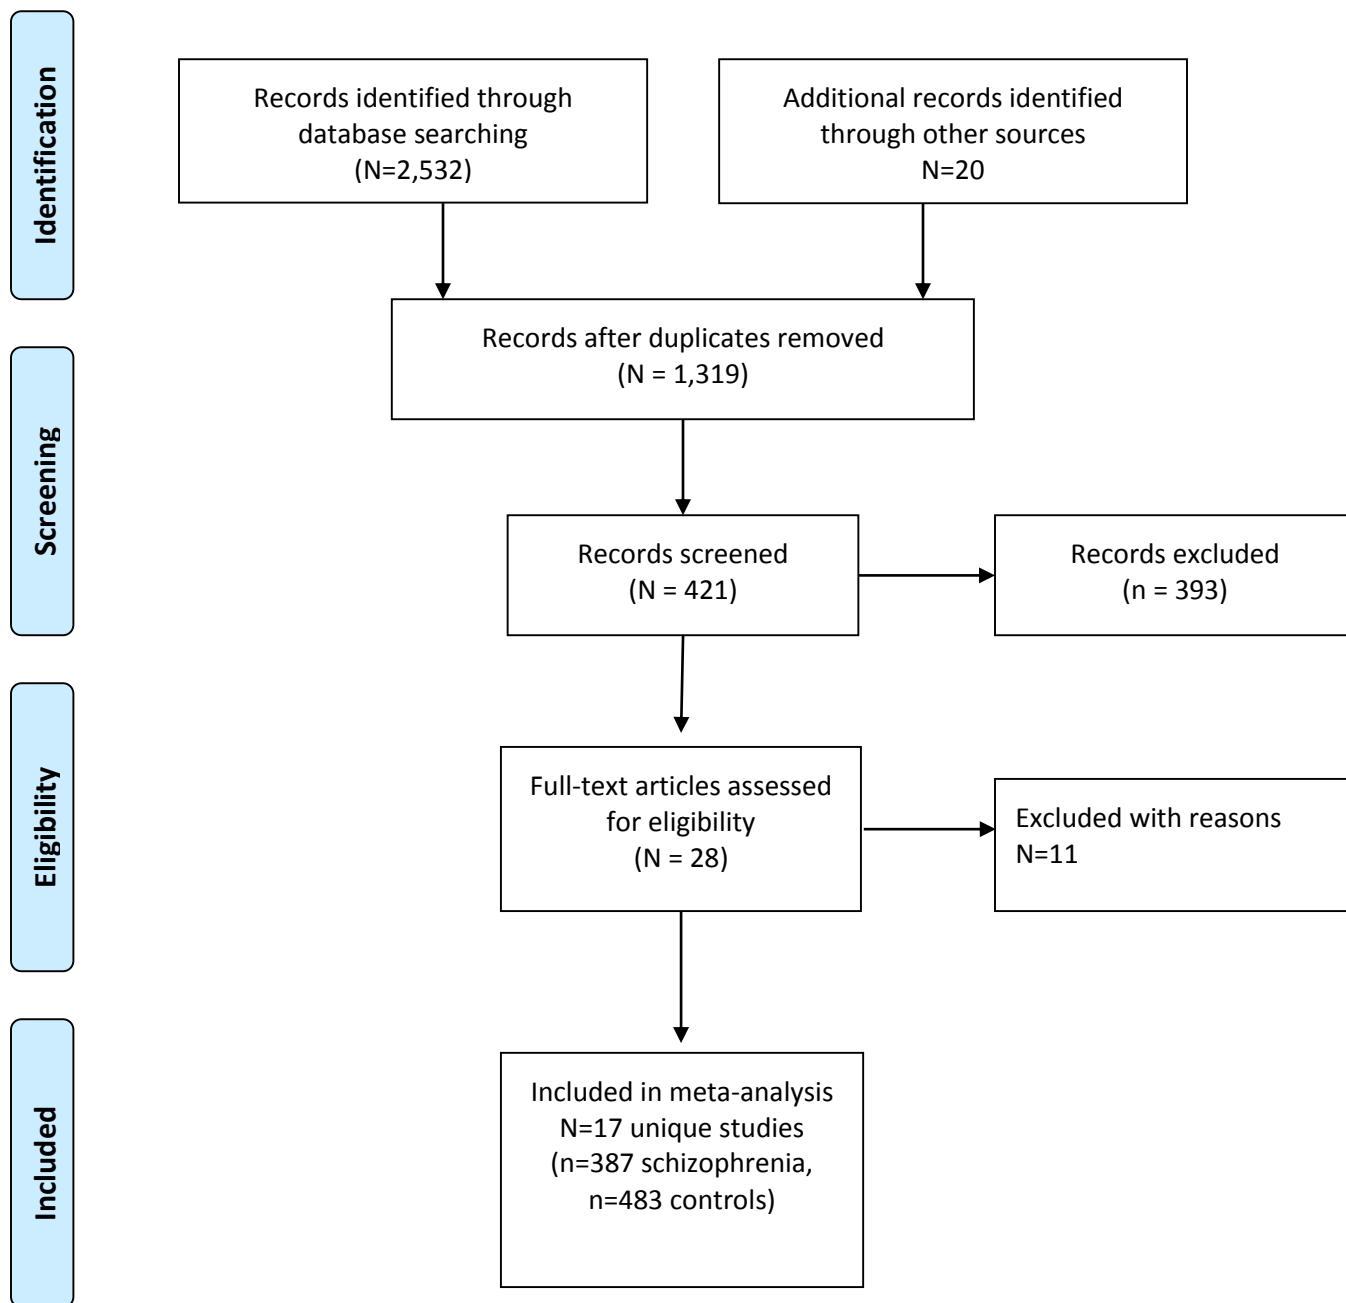 Identification
Records identified through
database searching
(N=2,532)
Additional records identified
through other sources
N=20
Records after duplicates removed
(N = 1,319)
Screening
Records screened
(N = 421)
Records excluded
(n = 393)
Eligibility
Full-text articles assessed
for eligibility
(N = 28)
Excluded with reasons
N=11
Included
Included in meta-analysis
N=17 unique studies
(n=387 schizophrenia,
n=483 controls)